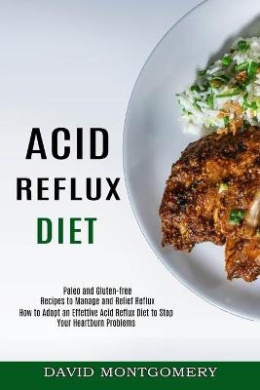 ACID
REFLUX
DIET
Paleo and Gluten-free
Recipes to Manage and Relief Reflux
How to Adopt an Effettive Acid Reflux Diet to Stop
Your Heartburn Problems
DAVID MONTGOMERY